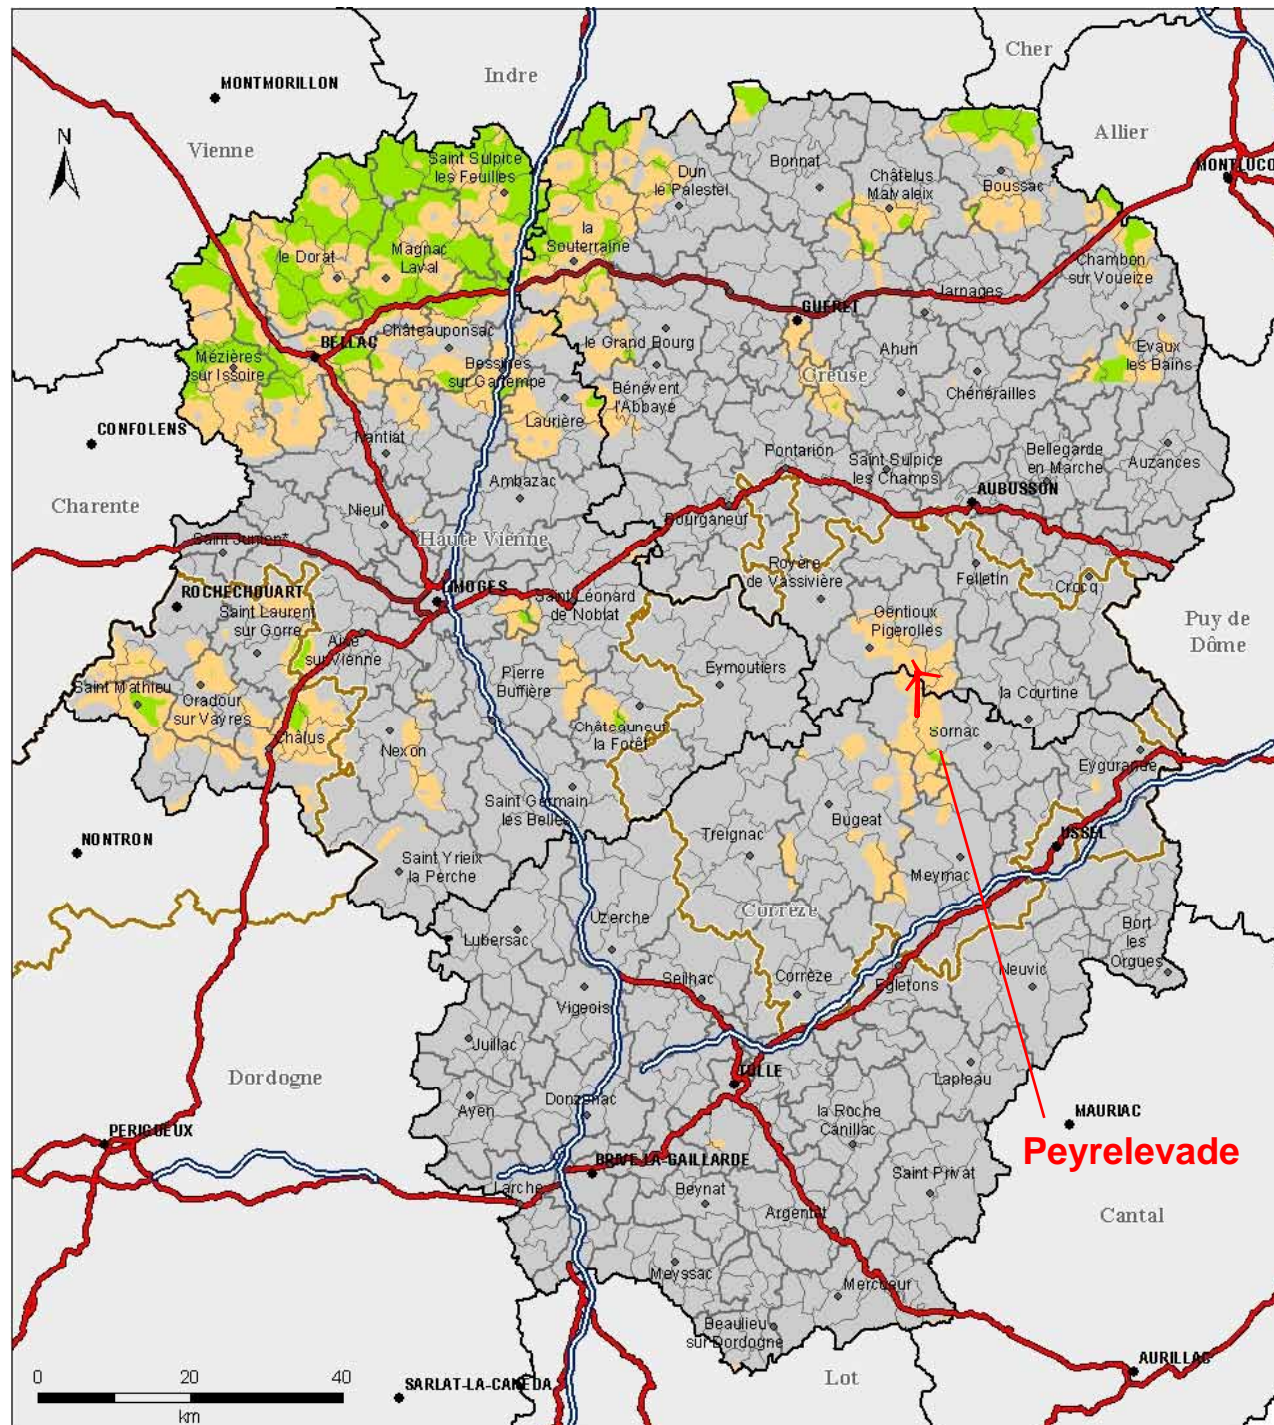 Cher
Indre
MONTMORILLON
Allier
Vienne
N
Saint Sulpice
les Feuilles
Bonnat
Dun
le Palestel
Châtelus
Malvaleix
Boussac
MONTLUCO
la
Souterraine
le Dorat
Magnac
Laval
Chambon
sur Voueize
Jarnages
GUERET
Châteauponsac
BELLAC
le Grand Bourg
Ahun
Evaux
les Bains
Mézières
sur Issoire
Bessines
sur Gartempe
Creuse
Bénévent
l'Abbaye
Chénérailles
Laurière
CONFOLENS
Nantiat
Pontarion
Saint Sulpice
les Champs
Bellegarde
en Marche
Auzances
Ambazac
AUBUSSON
Charente
Nieul
Bourganeuf
Haute Vienne
Saint Junien*
Royère
de Vassivière
Felletin
Crocq
LIMOGES
Saint Léonard
de Noblat
ROCHECHOUART
Saint Laurent
sur Gorre
Gentioux
Pigerolles
Puy de
Dôme
Aixe
sur Vienne
Pierre
Buffière
Eymoutiers
Saint Mathieu
Oradour
sur Vayres
la Courtine
Châteauneuf
la Forêt
Châlus
Nexon
Sornac
Eygurande
Saint Germain
les Belles
Bugeat
Treignac
USSEL
NONTRON
Saint Yrieix
la Perche
Meymac
Corrèze
Uzerche
Bort
les
Orgues
Lubersac
Neuvic
Seilhac
Corrèze
Egletons
Vigeois
Juillac
Dordogne
TULLE
Lapleau
Ayen
Donzenac
la Roche
Canillac
MAURIAC
PERIGUEUX
Peyrelevade
BRIVE-LA-GAILLARDE
Saint Privat
Larche
Beynat
Argentat
Cantal
Meyssac
Mercoeur
Beaulieu
sur Dordogne
AURILLAC
Lot
0 20 40
km
SARLAT-LA-CANEDA